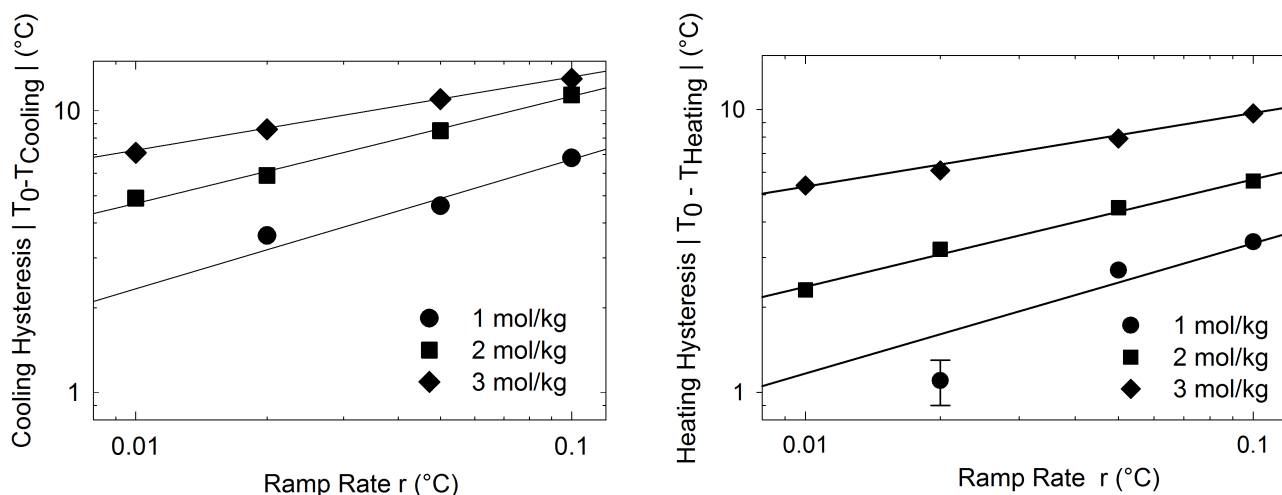 Cooling Hysteresis | T0-TCooling | (°C)
10
1
0.01
0.1
Ramp Rate r (°C)
1 mol/kg
2 mol/kg
3 mol/kg
Heating Hysteresis | T0 - THeating | (°C)
10
1
0.01
0.1
Ramp Rate r (°C)
1 mol/kg
2 mol/kg
3 mol/kg